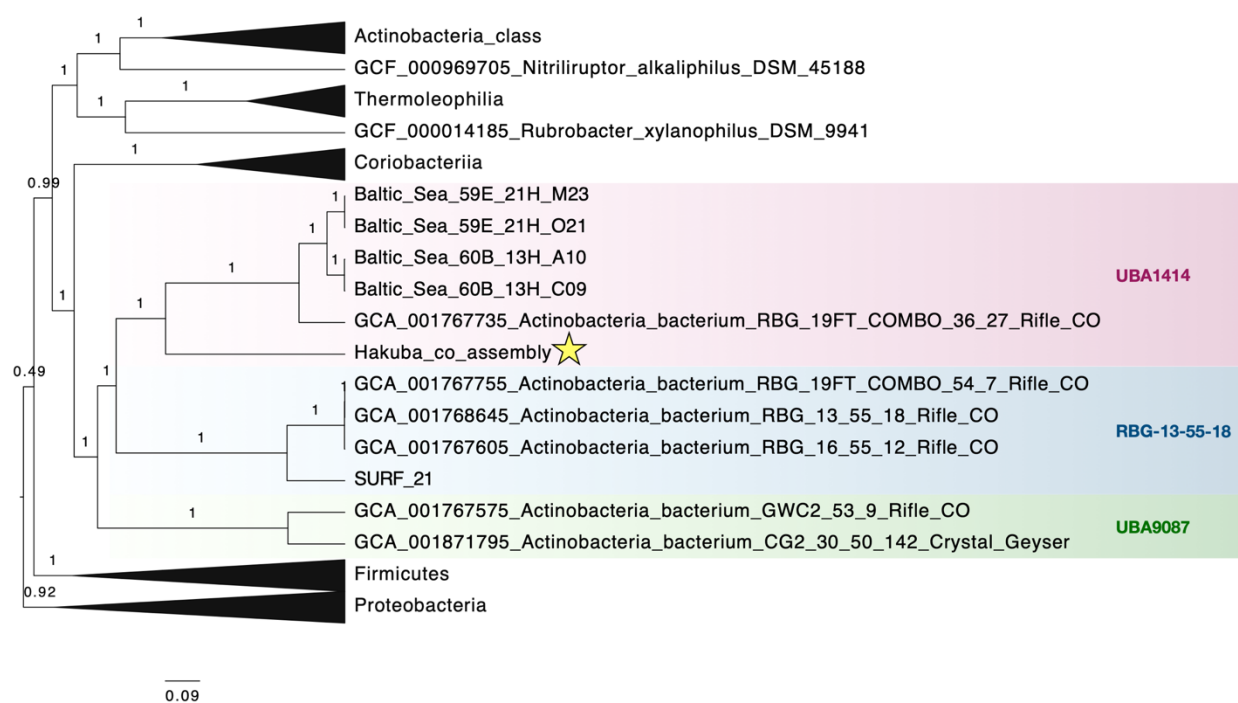 1
Actinobacteria_class
1
1
GCF_000969705_Nitriliruptor_alkaliphilus_DSM_45188
1
1
Thermoleophilia
GCF_000014185_Rubrobacter_xylanophilus_DSM_9941
1
Coriobacteriia
0.99
1
Baltic_Sea_59E_21H_M23
1
Baltic_Sea_59E_21H_O21
1
1
Baltic_Sea_60B_13H_A10
Baltic_Sea_60B_13H_C09
UBA1414
1
1
GCA_001767735_Actinobacteria_bacterium_RBG_19FT_COMBO_36_27_Rifle_CO
Hakuba_co_assembly
0.49
1
1
GCA_001767755_Actinobacteria_bacterium_RBG_19FT_COMBO_54_7_Rifle_CO
1
GCA_001768645_Actinobacteria_bacterium_RBG_13_55_18_Rifle_CO
RBG-13-55-18
1
1
GCA_001767605_Actinobacteria_bacterium_RBG_16_55_12_Rifle_CO
SURF_21
1
GCA_001767575_Actinobacteria_bacterium_GWC2_53_9_Rifle_CO
UBA9087
GCA_001871795_Actinobacteria_bacterium_CG2_30_50_142_Crystal_Geyser
1
Firmicutes
0.92
Proteobacteria
0.09